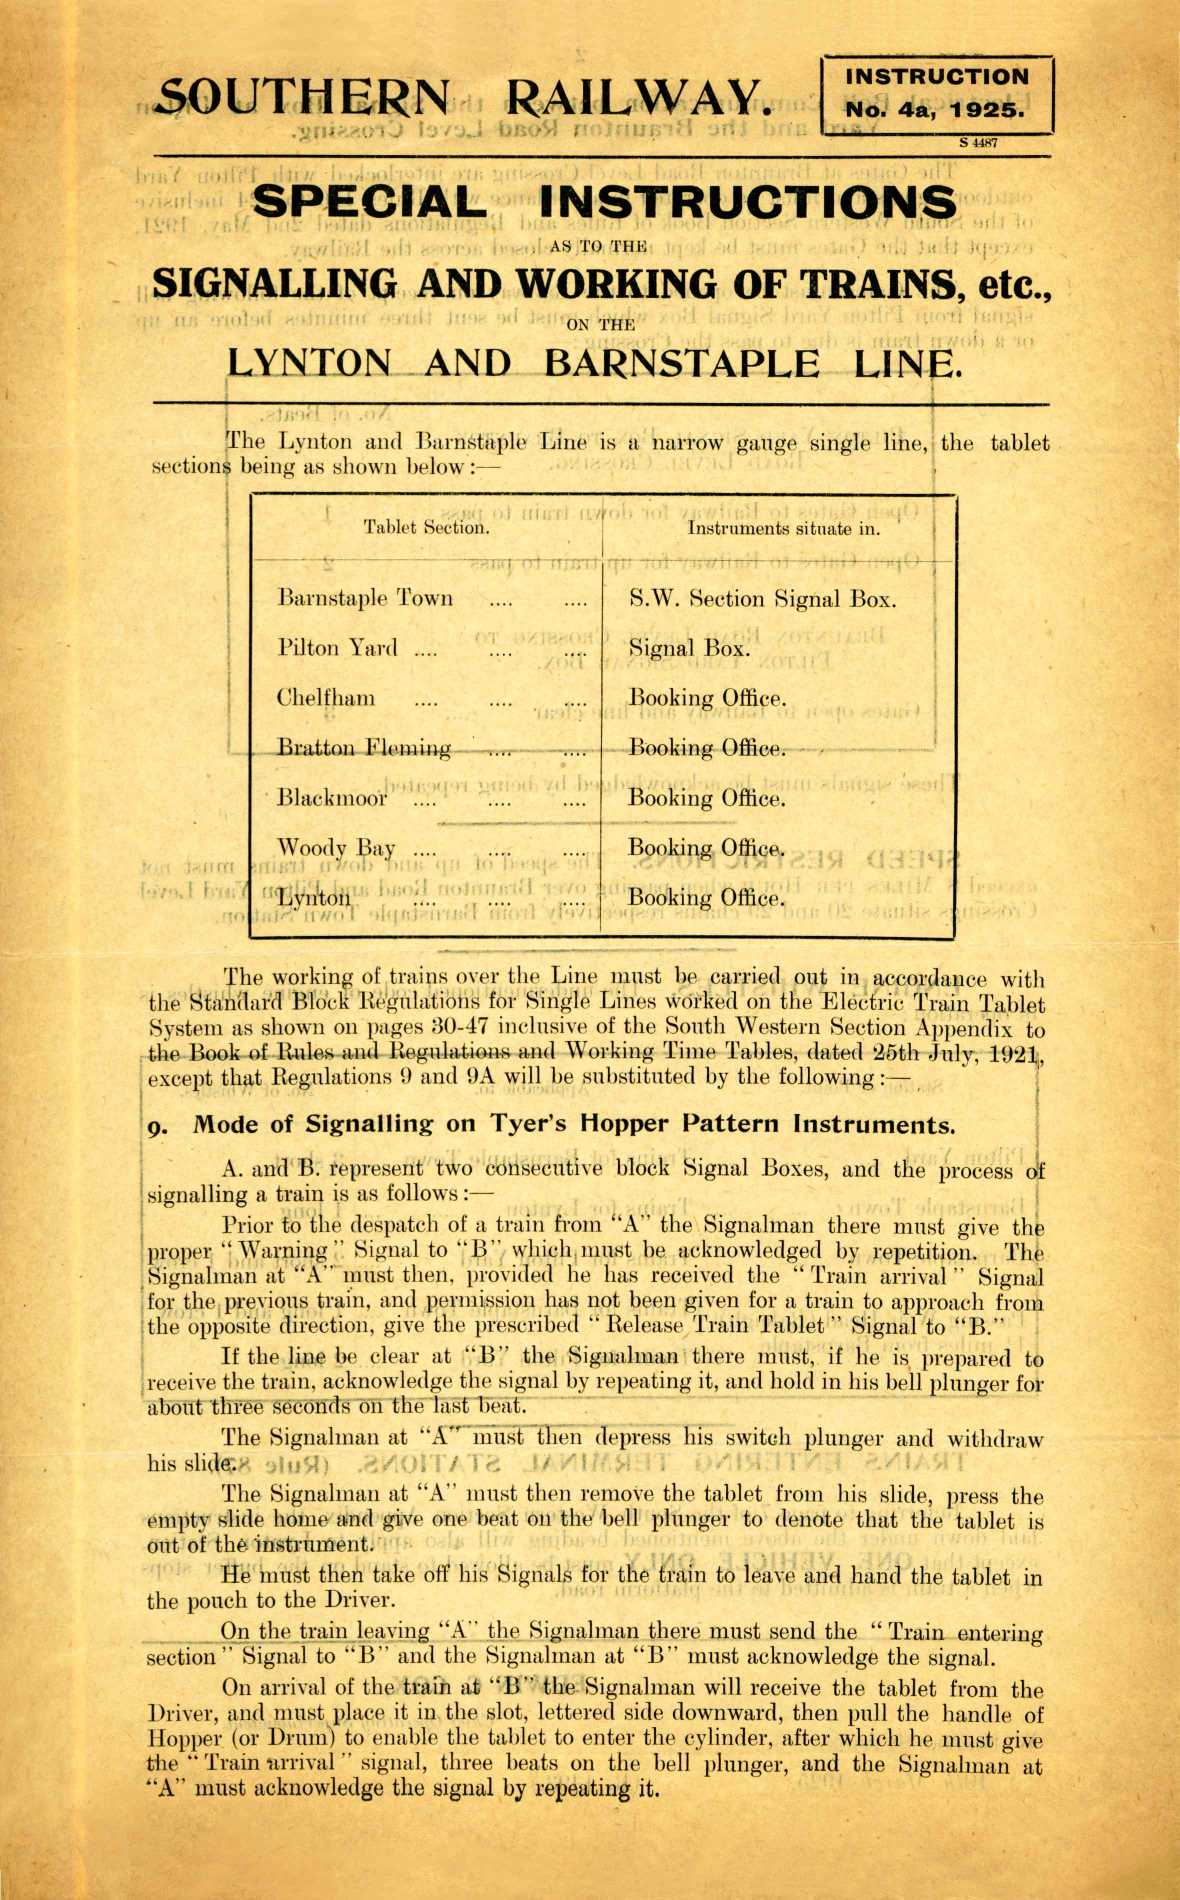 SOUTHERN RAILWAY.
INSTRUCTION
No. 4a, 1925.
S 4487
SPECIAL INSTRUCTIONS
AS TO THE
SIGNALLING AND WORKING OF TRAINS, etc.,
ON THE
LYNTON AND BARNSTAPLE LINE.
The Lynton and Barnstaple Line is a narrow gauge single line, the tablet
sections being as shown below:—
Tablet Section. Instruments situate in.
Barnstaple Town .... .... S.W. Section Signal Box.
Pilton Yard .... .... .... Signal Box.
Chelfham .... .... .... Booking Office.
Bratton Fleming .... .... Booking Office.
Blackmoor .... .... .... Booking Office.
Woody Bay .... .... .... Booking Office.
Lynton .... .... .... Booking Office.
The working of trains over the Line must be carried out in accordance with
the Standard Block Regulations for Single Lines worked on the Electric Train Tablet
System as shown on pages 30-47 inclusive of the South Western Section Appendix to
the Book of Rules and Regulations and Working Time Tables, dated 25th July, 1921,
except that Regulations 9 and 9A will be substituted by the following:—
9. Mode of Signalling on Tyer's Hopper Pattern Instruments.
A. and B. represent two consecutive block Signal Boxes, and the process of
signalling a train is as follows:—
Prior to the despatch of a train from "A" the Signalman there must give the
proper "Warning" Signal to "B" which must be acknowledged by repetition. The
Signalman at "A" must then, provided he has received the "Train arrival" Signal
for the previous train, and permission has not been given for a train to approach from
the opposite direction, give the prescribed "Release Train Tablet" Signal to "B."
If the line be clear at "B" the Signalman there must, if he is prepared to
receive the train, acknowledge the signal by repeating it, and hold in his bell plunger for
about three seconds on the last beat.
The Signalman at "A" must then depress his switch plunger and withdraw
his slide.
The Signalman at "A" must then remove the tablet from his slide, press the
empty slide home and give one beat on the bell plunger to denote that the tablet is
out of the instrument.
He must then take off his Signals for the train to leave and hand the tablet in
the pouch to the Driver.
On the train leaving "A" the Signalman there must send the "Train entering
section" Signal to "B" and the Signalman at "B" must acknowledge the signal.
On arrival of the train at "B" the Signalman will receive the tablet from the
Driver, and must place it in the slot, lettered side downward, then pull the handle of
Hopper (or Drum) to enable the tablet to enter the cylinder, after which he must give
the "Train arrival" signal, three beats on the bell plunger, and the Signalman at
"A" must acknowledge the signal by repeating it.